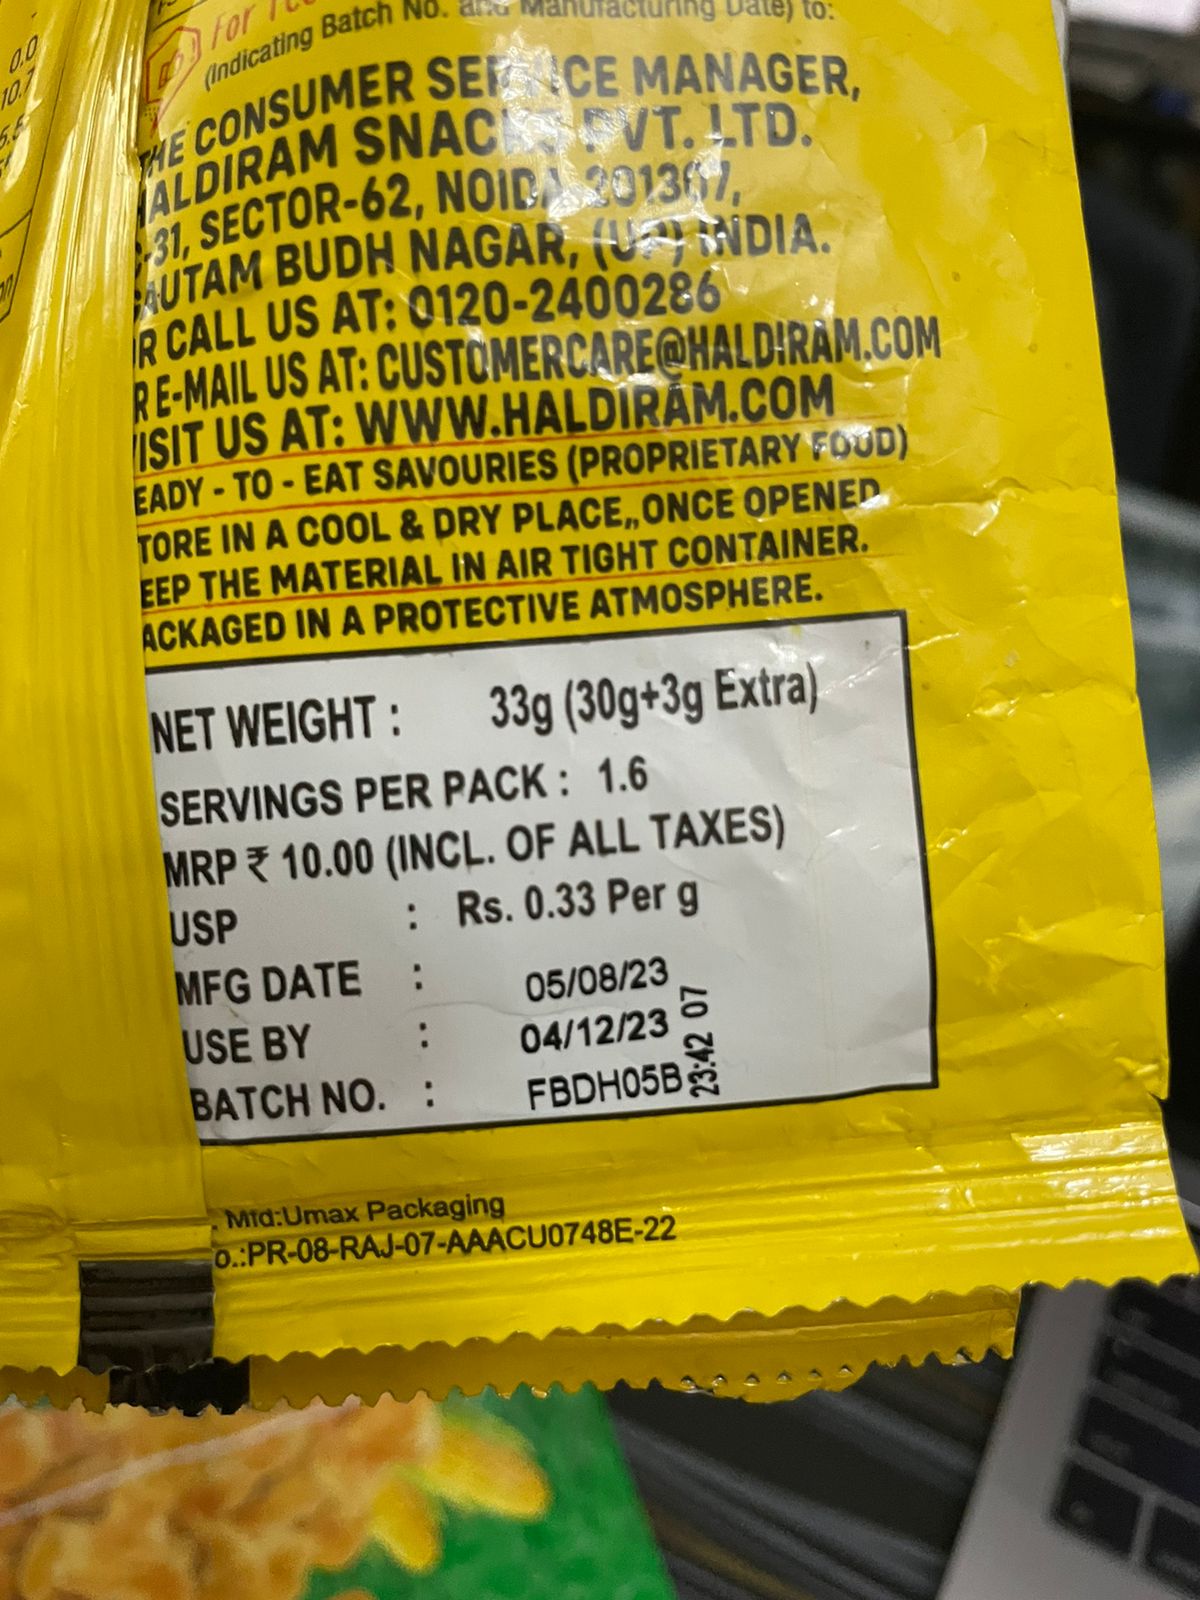 For
(Indicating Batch No. and Manufacturing Date) to:
THE CONSUMER SERVICE MANAGER,
HALDIRAM SNACKS PVT. LTD.
-31, SECTOR-62, NOIDA 201307,
GAUTAM BUDH NAGAR, (UP) INDIA.
R CALL US AT: 0120-2400286
R E-MAIL US AT: CUSTOMERCARE@HALDIRAM.COM
ISIT US AT: WWW.HALDIRAM.COM
EADY - TO - EAT SAVOURIES (PROPRIETARY FOOD)
TORE IN A COOL & DRY PLACE,,ONCE OPENED
EEP THE MATERIAL IN AIR TIGHT CONTAINER.
ACKAGED IN A PROTECTIVE ATMOSPHERE.
NET WEIGHT : 33g (30g+3g Extra)
SERVINGS PER PACK : 1.6
MRP ₹ 10.00 (INCL. OF ALL TAXES)
USP : Rs. 0.33 Per g
MFG DATE : 05/08/23
USE BY : 04/12/23
BATCH NO. : FBDH05B
23:42 07
. Mfd:Umax Packaging
o.:PR-08-RAJ-07-AAACU0748E-22